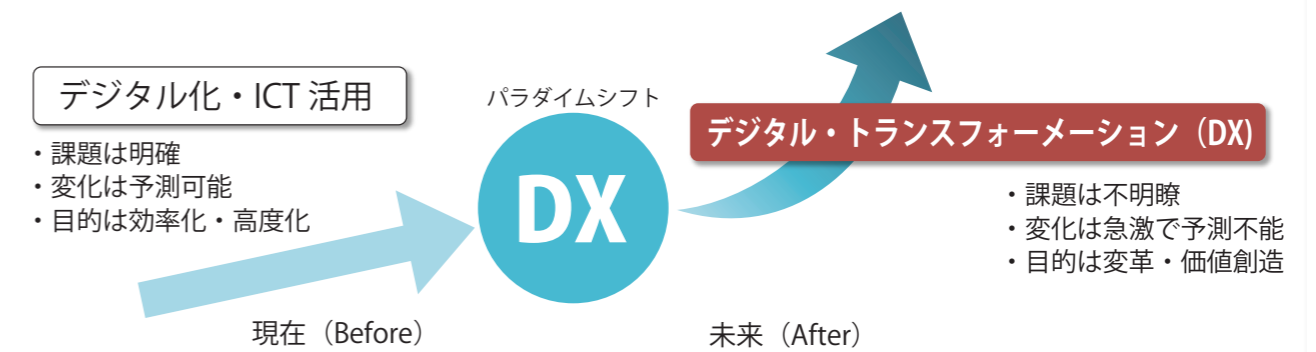 デジタル化・ICT 活用
・課題は明確
・変化は予測可能
・目的は効率化・高度化
現在（Before）
パラダイムシフト
DX
デジタル・トランスフォーメーション（DX)
・課題は不明瞭
・変化は急激で予測不能
・目的は変革・価値創造
未来（After）